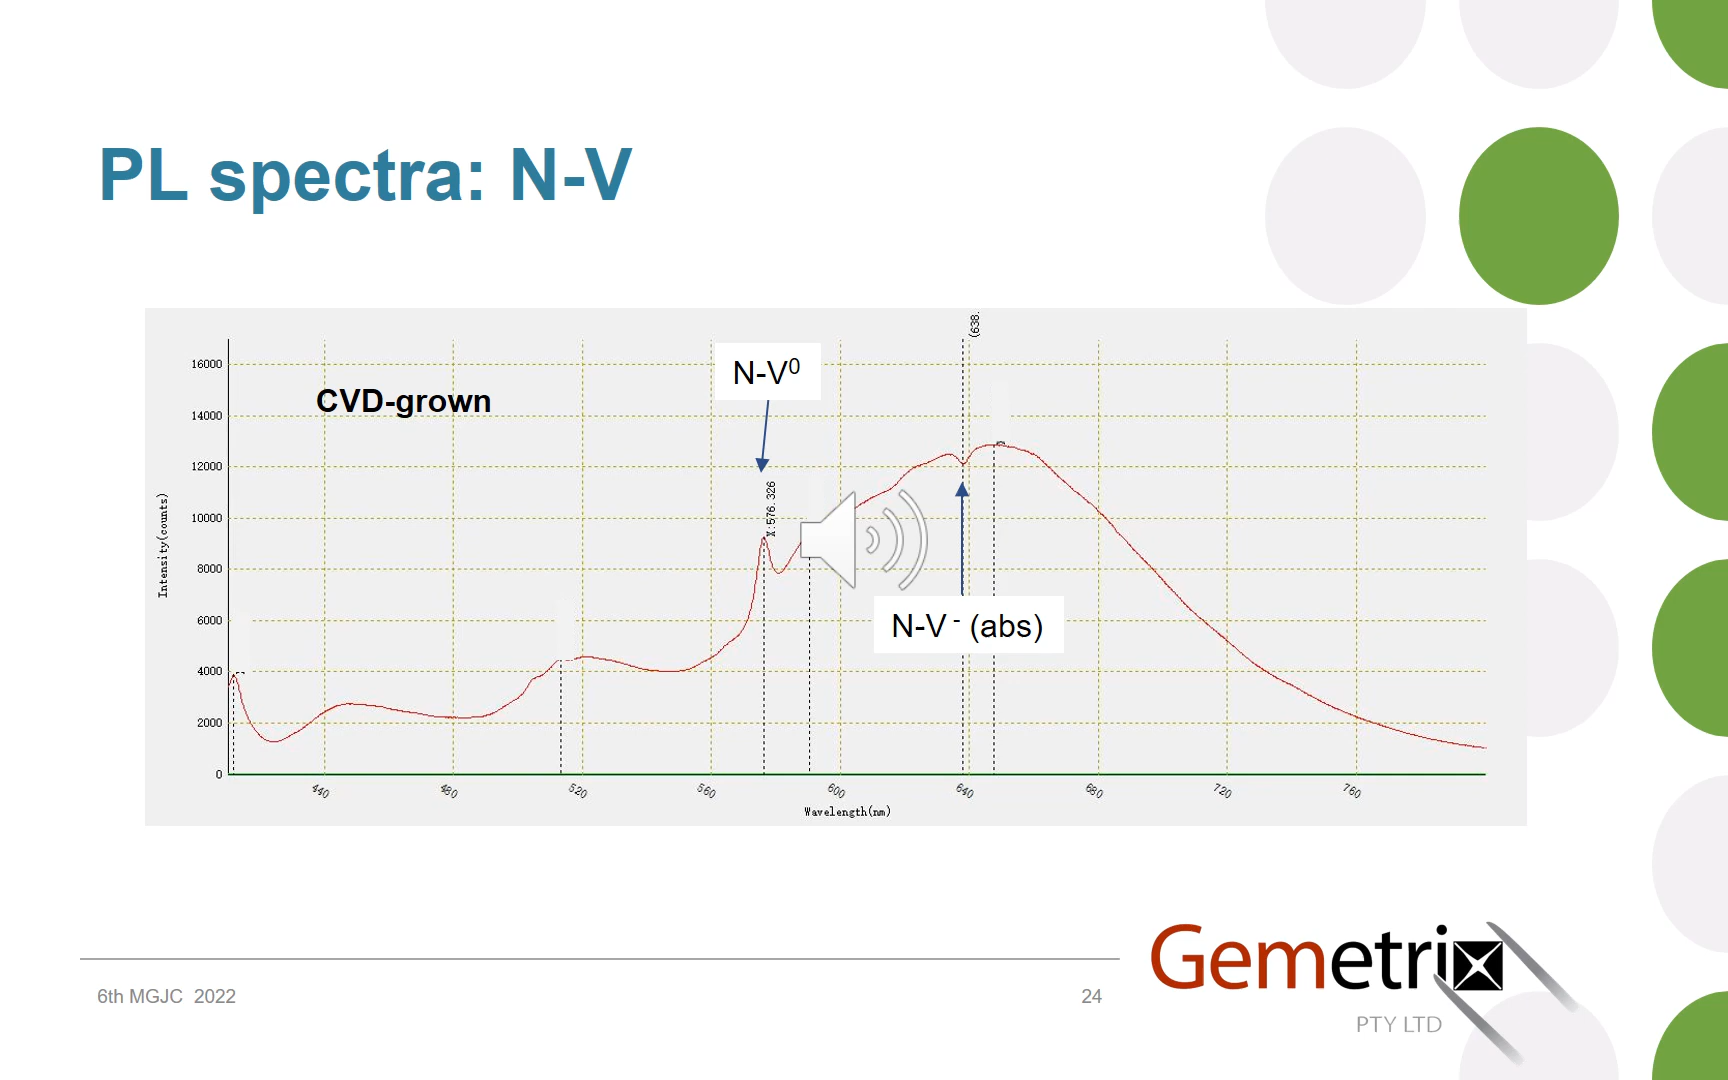 PL spectra: N-V
(638.
16000
N-V⁰
CVD-grown
14000
12000
X:576.326
10000
Intensity(counts)
8000
6000
N-V - (abs)
4000
2000
0
440 480 520 560 600 640 680 720 760
Wavelength(nm)
Gemetrix
6th MGJC 2022
24
PTY LTD